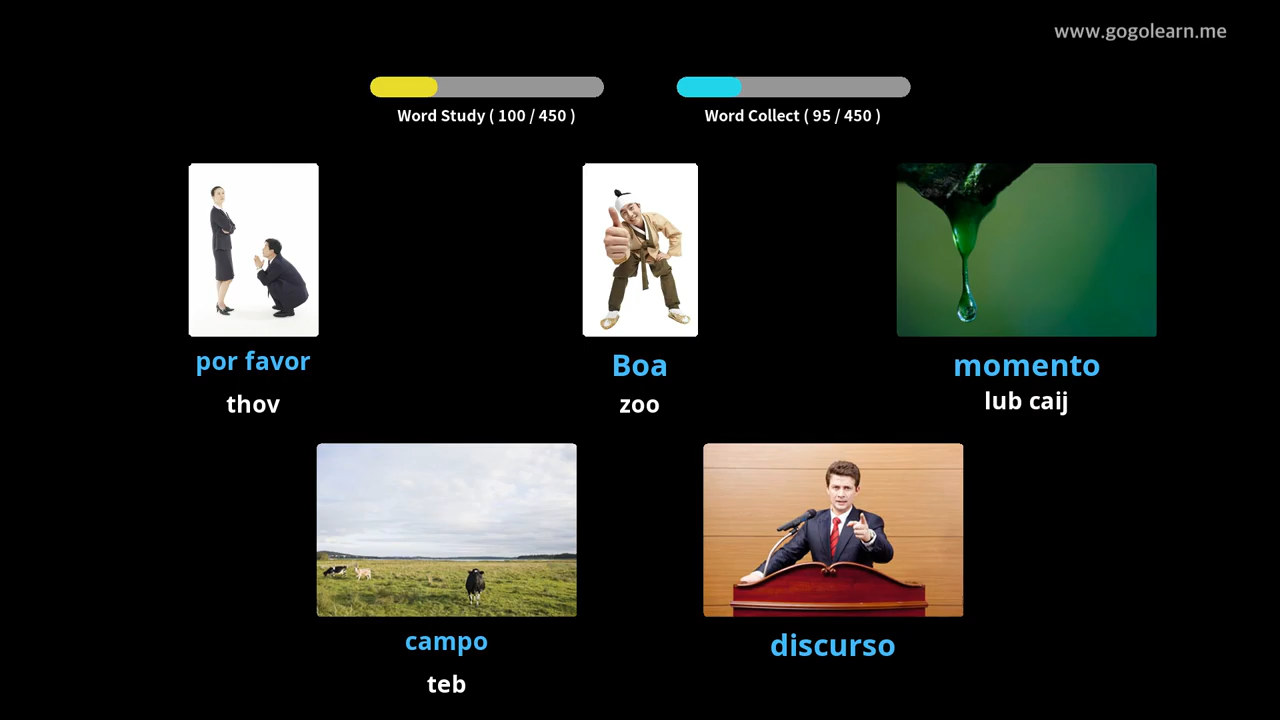 www.gogolearn.me
Word Study ( 100 / 450 )
Word Collect ( 95 / 450 )
por favor
thov
Boa
zoo
momento
lub caij
campo
teb
discurso